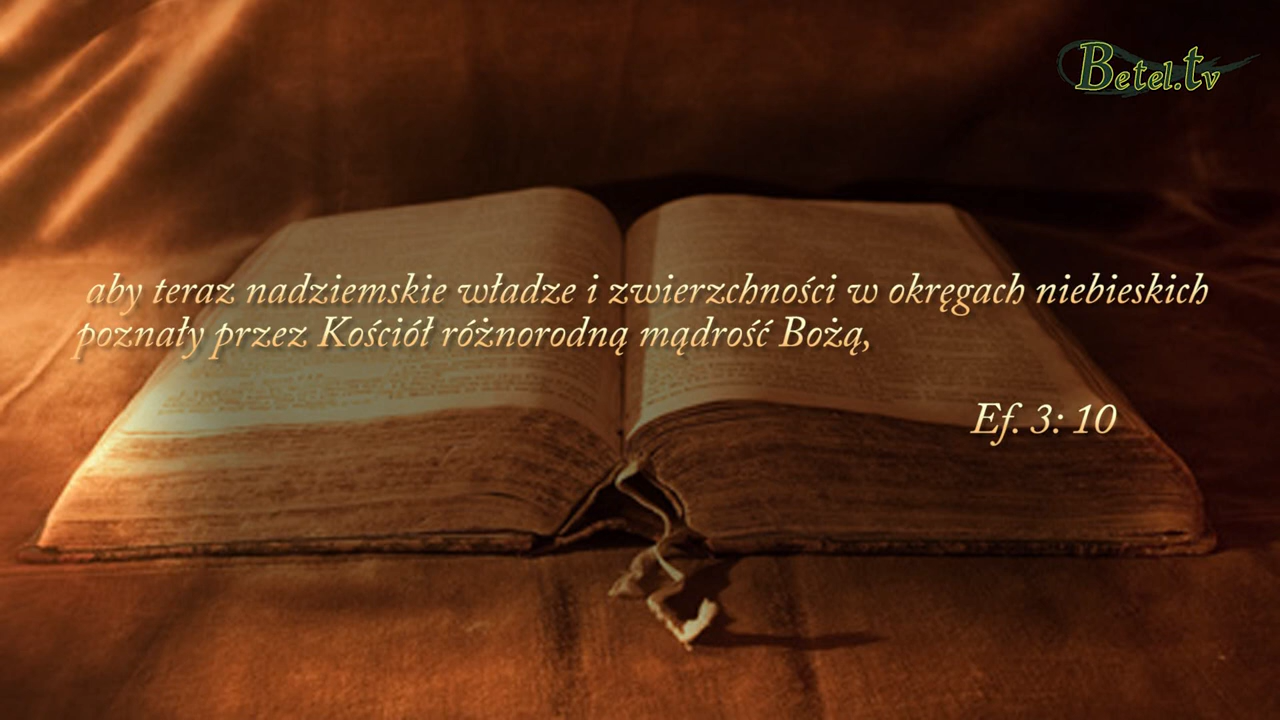 Betel.tv
aby teraz nadziemskie władze i zwierzchności w okręgach niebieskich
poznały przez Kościół różnorodną mądrość Bożą,
Ef. 3: 10